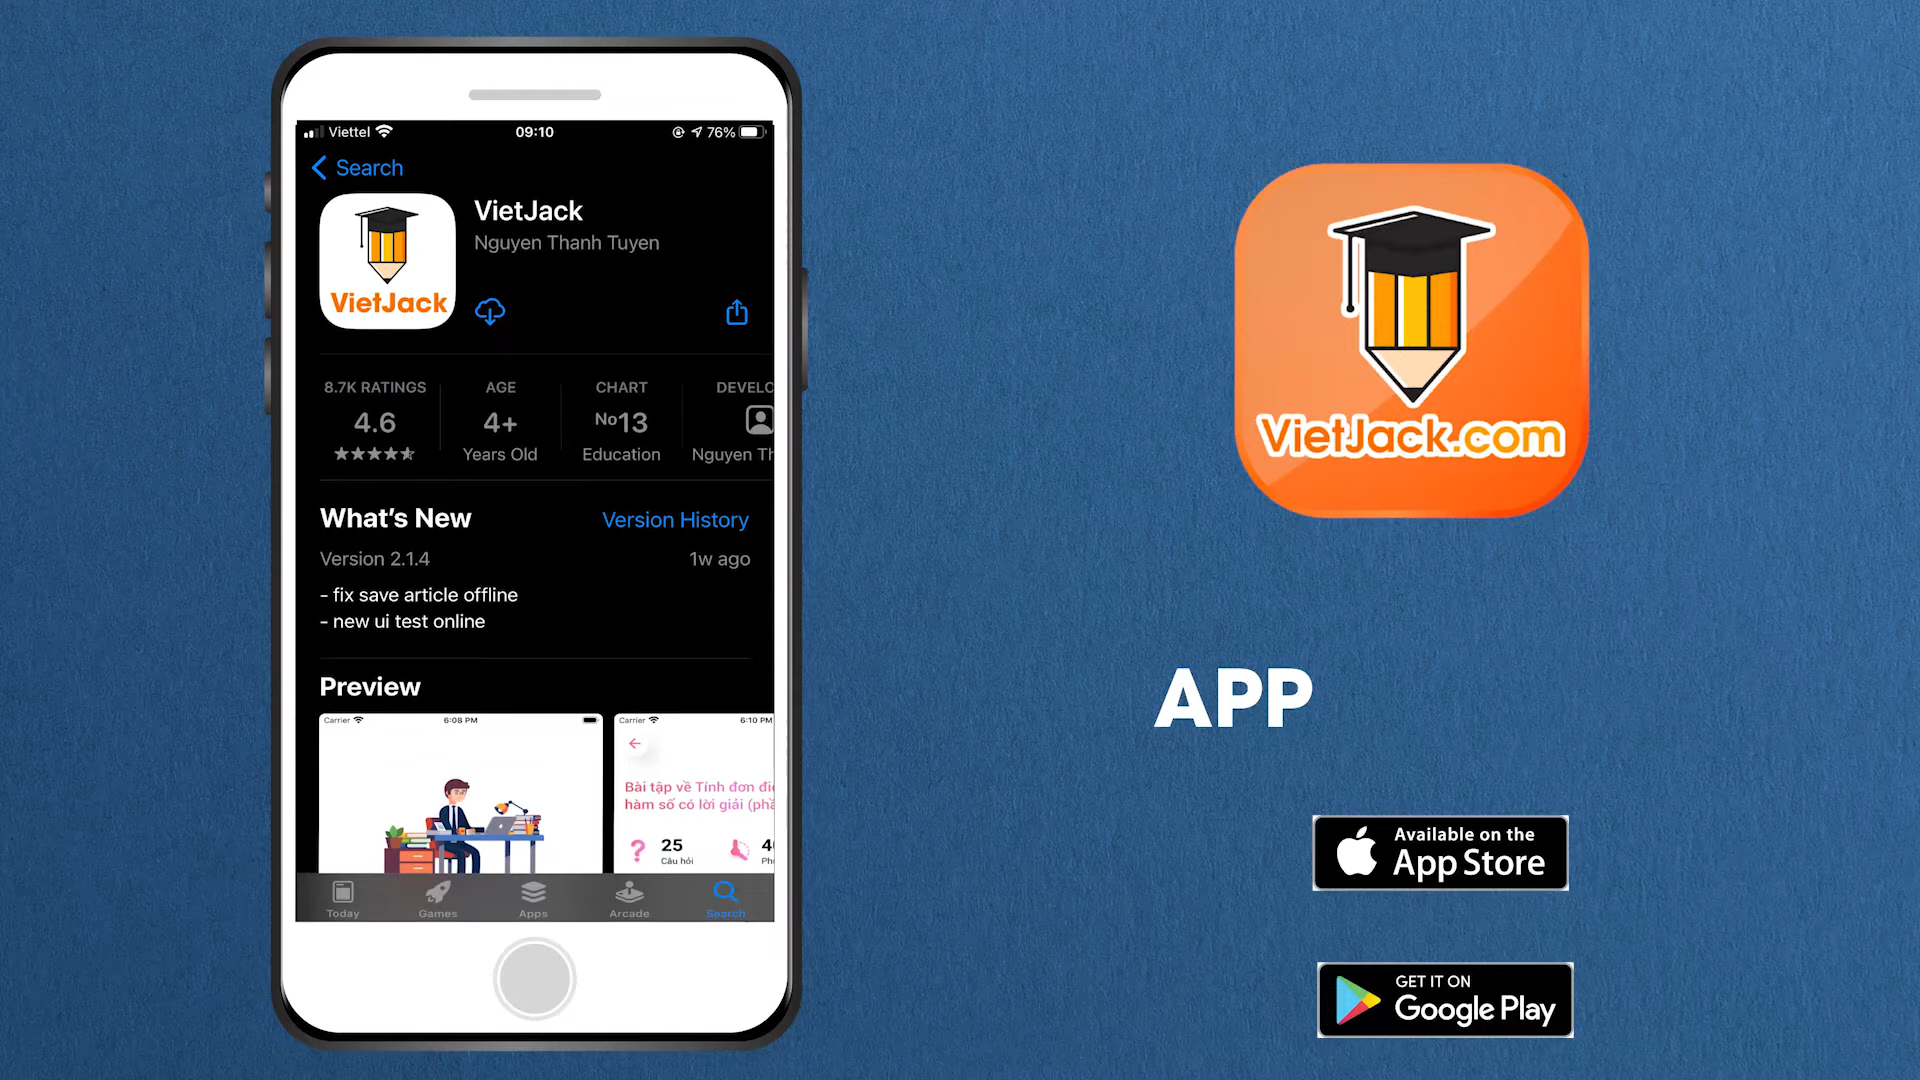 Viettel
09:10
76%
Search
VietJack
VietJack
Nguyen Thanh Tuyen
8.7K RATINGS
4.6
AGE
4+
Years Old
CHART
No13
Education
DEVELC
Nguyen Th
What's New
Version History
Version 2.1.4
1w ago
- fix save article offline
- new ui test online
Preview
Carrier
6:08 PM
Carrier
6:10 PM
Bài tập về Tính đơn điệ
hàm số có lời giải (phầ
25
Câu hỏi
Today
Games
Apps
Arcade
Search
VietJack.com
APP
Available on the
App Store
GET IT ON
Google Play